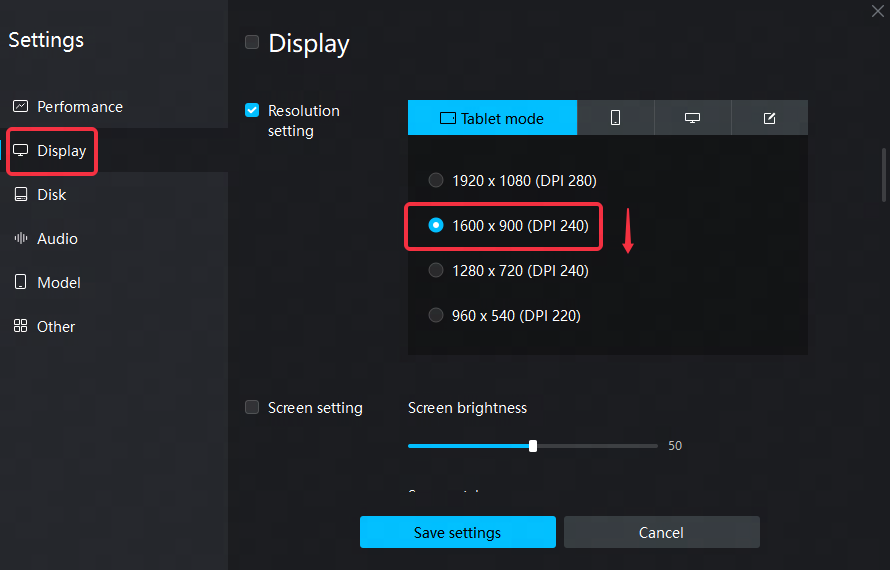 Settings
Performance
Display
Disk
Audio
Model
Other
Display
Resolution
setting
Tablet mode
1920 x 1080 (DPI 280)
1600 x 900 (DPI 240)
1280 x 720 (DPI 240)
960 x 540 (DPI 220)
Screen setting
Screen brightness
50
Save settings
Cancel